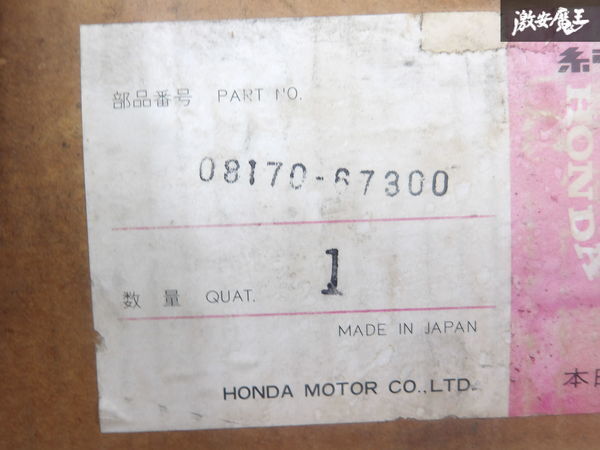 激安魔王
部品番号 PART NO.
08170-67300
数量 QUAT. 1
MADE IN JAPAN
HONDA MOTOR CO.,LTD.
純
HONDA
本